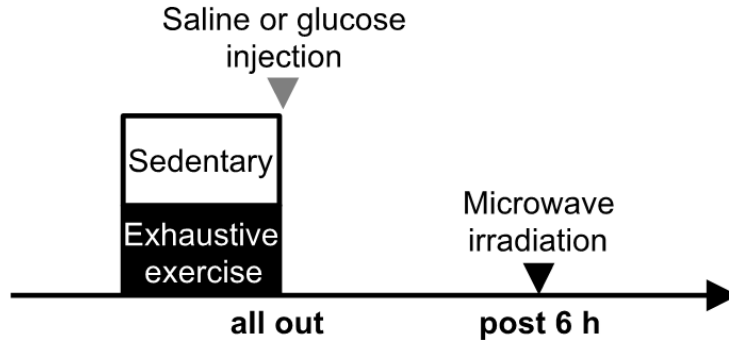 Saline or glucose
injection
Sedentary
Exhaustive
exercise
Microwave
irradiation
all out
post 6 h